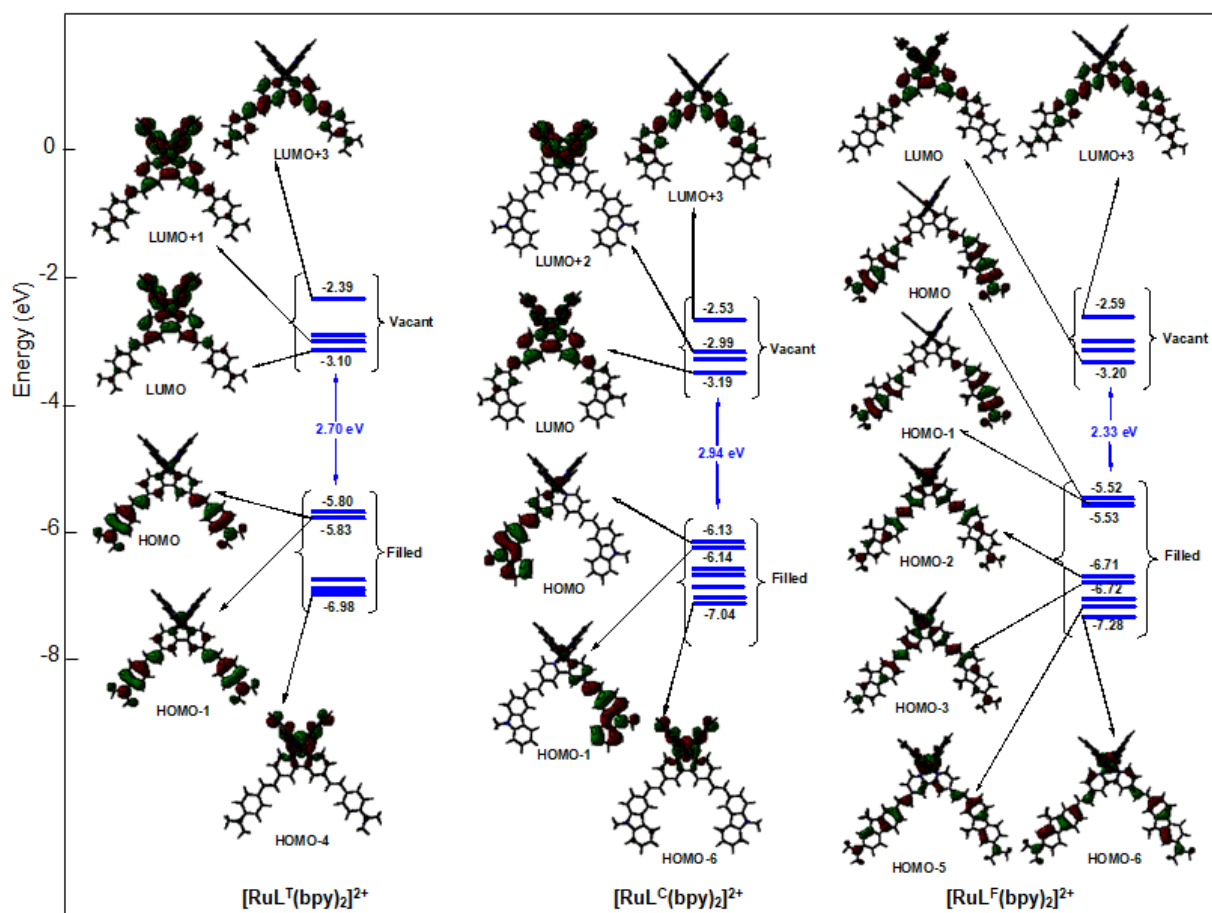 Energy (eV)
0
-2
-4
-6
-8
LUMO+3
LUMO+1
LUMO
-2.39
-3.10
Vacant
2.70 eV
-5.80
-5.83
-6.98
Filled
HOMO
HOMO-1
HOMO-4
[RuLᵀ(bpy)₂]²⁺
LUMO+3
LUMO+2
LUMO
-2.53
-2.99
-3.19
Vacant
2.94 eV
-6.13
-6.14
-7.04
Filled
HOMO
HOMO-1
HOMO-6
[RuLᶜ(bpy)₂]²⁺
LUMO
LUMO+3
HOMO
HOMO-1
-2.59
-3.20
Vacant
2.33 eV
-5.52
-5.53
-6.71
-6.72
-7.28
Filled
HOMO-2
HOMO-3
HOMO-5
HOMO-6
[RuLF(bpy)₂]²⁺